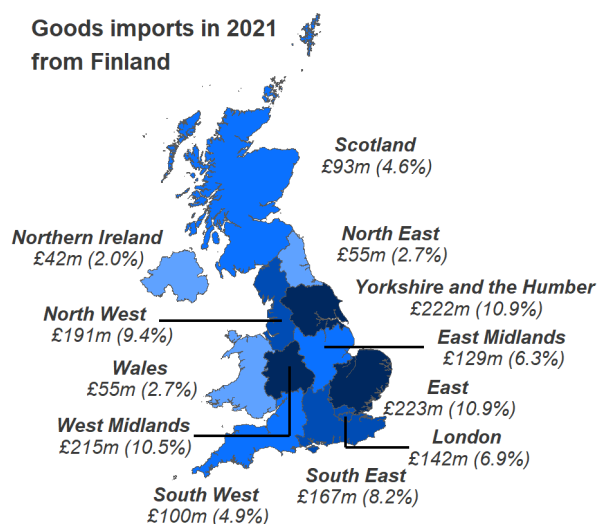 Goods imports in 2021
from Finland
Scotland
£93m (4.6%)
Northern Ireland
£42m (2.0%)
North East
£55m (2.7%)
Yorkshire and the Humber
£222m (10.9%)
North West
£191m (9.4%)
East Midlands
£129m (6.3%)
Wales
£55m (2.7%)
East
£223m (10.9%)
West Midlands
£215m (10.5%)
London
£142m (6.9%)
South East
£167m (8.2%)
South West
£100m (4.9%)